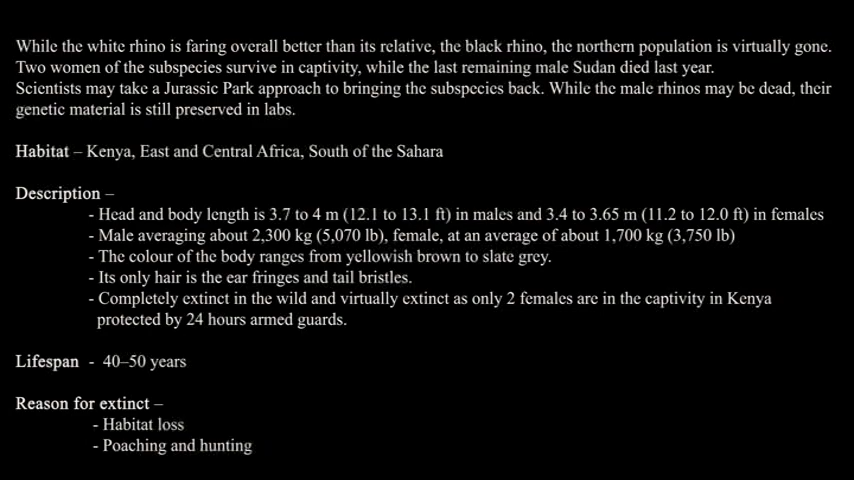 While the white rhino is faring overall better than its relative, the black rhino, the northern population is virtually gone.
Two women of the subspecies survive in captivity, while the last remaining male Sudan died last year.
Scientists may take a Jurassic Park approach to bringing the subspecies back. While the male rhinos may be dead, their
genetic material is still preserved in labs.
Habitat – Kenya, East and Central Africa, South of the Sahara
Description –
- Head and body length is 3.7 to 4 m (12.1 to 13.1 ft) in males and 3.4 to 3.65 m (11.2 to 12.0 ft) in females
- Male averaging about 2,300 kg (5,070 lb), female, at an average of about 1,700 kg (3,750 lb)
- The colour of the body ranges from yellowish brown to slate grey.
- Its only hair is the ear fringes and tail bristles.
- Completely extinct in the wild and virtually extinct as only 2 females are in the captivity in Kenya
protected by 24 hours armed guards.
Lifespan - 40–50 years
Reason for extinct –
- Habitat loss
- Poaching and hunting